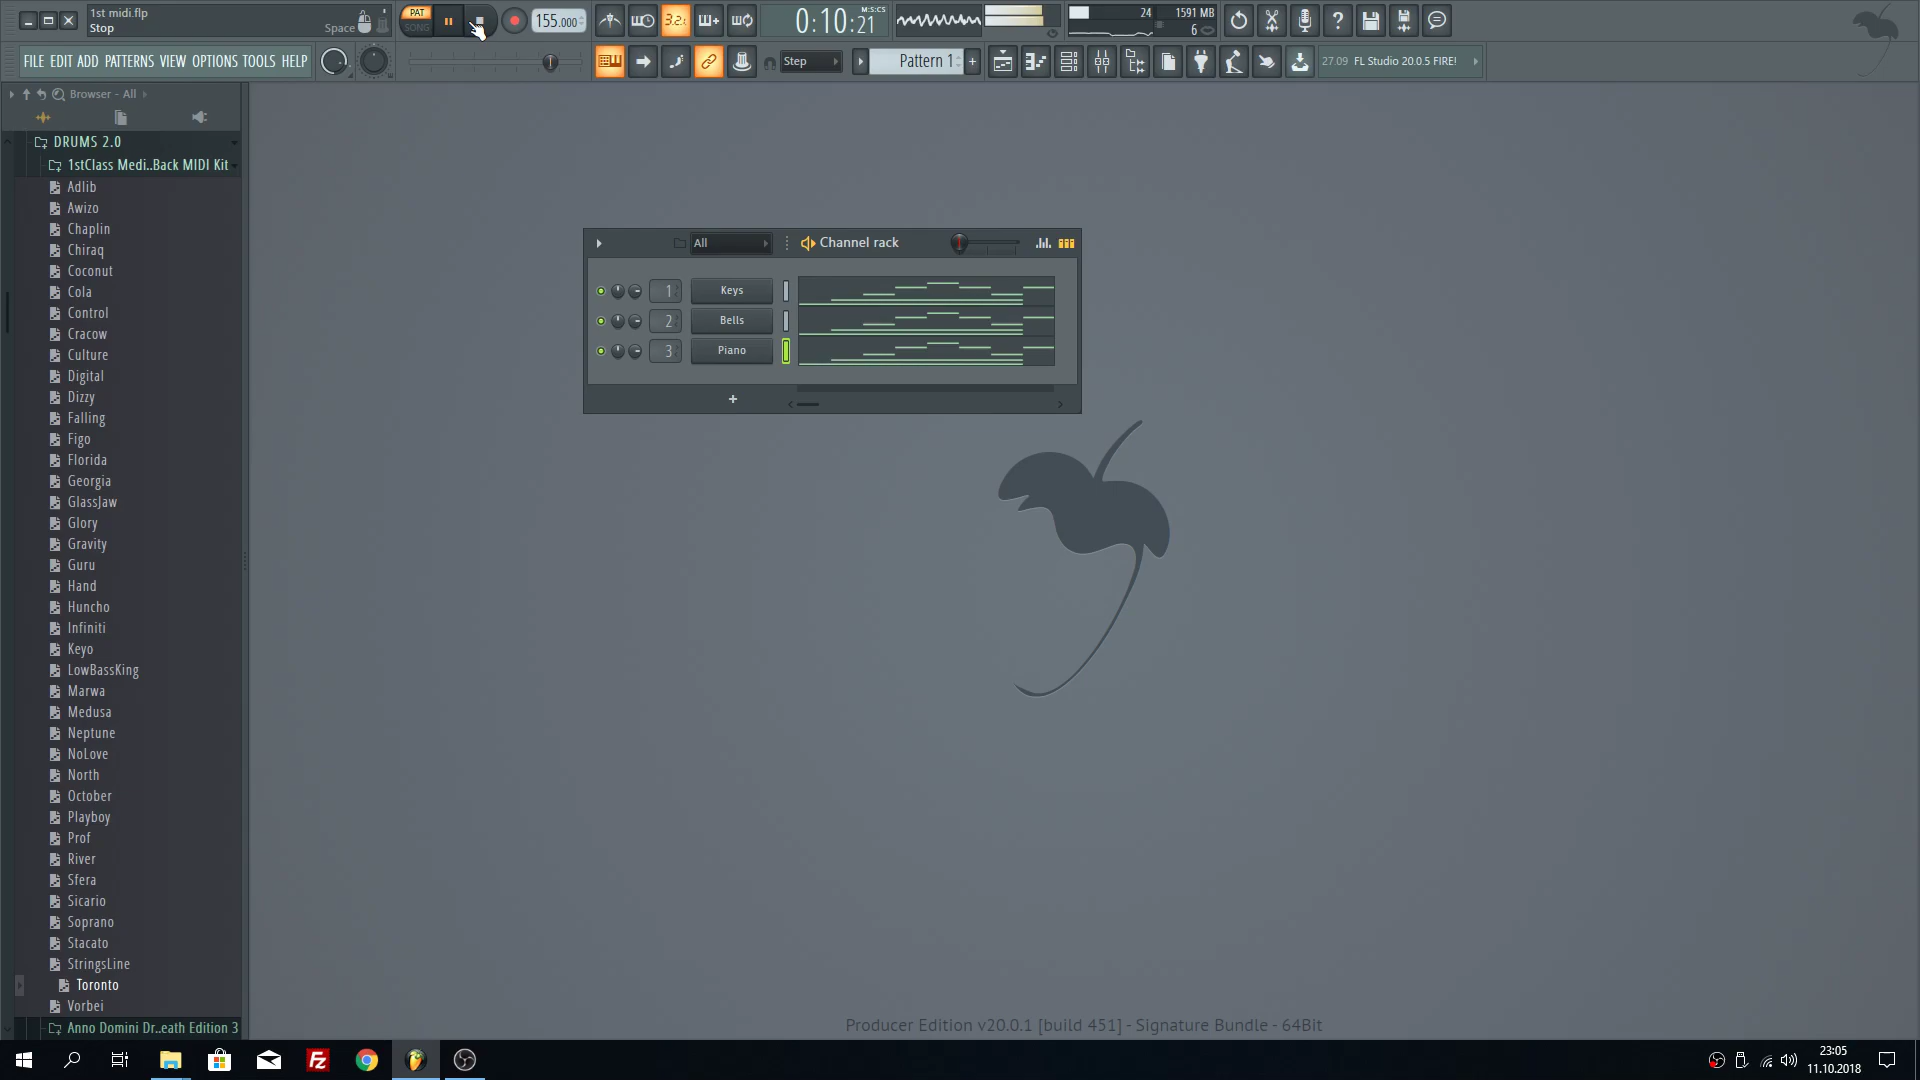 1st midi.flp
Stop
Space
PAT
SONG
155.000
3.2.
0:10:21
M:S:CS
24
1591 MB
6
FILE EDIT ADD PATTERNS VIEW OPTIONS TOOLS HELP
Step
Pattern 1
27.09 FL Studio 20.0.5 FIRE!
Browser - All
DRUMS 2.0
1stClass Medi..Back MIDI Kit
Adlib
Awizo
Chaplin
Chiraq
Coconut
Cola
Control
Cracow
Culture
Digital
Dizzy
Falling
Figo
Florida
Georgia
GlassJaw
Glory
Gravity
Guru
Hand
Huncho
Infiniti
Keyo
LowBassKing
Marwa
Medusa
Neptune
NoLove
North
October
Playboy
Prof
River
Sfera
Sicario
Soprano
Stacato
StringsLine
Toronto
Vorbei
Anno Domini Dr..eath Edition 3
All
Channel rack
1 Keys
2 Bells
3 Piano
Producer Edition v20.0.1 [build 451] - Signature Bundle - 64Bit
23:05
11.10.2018